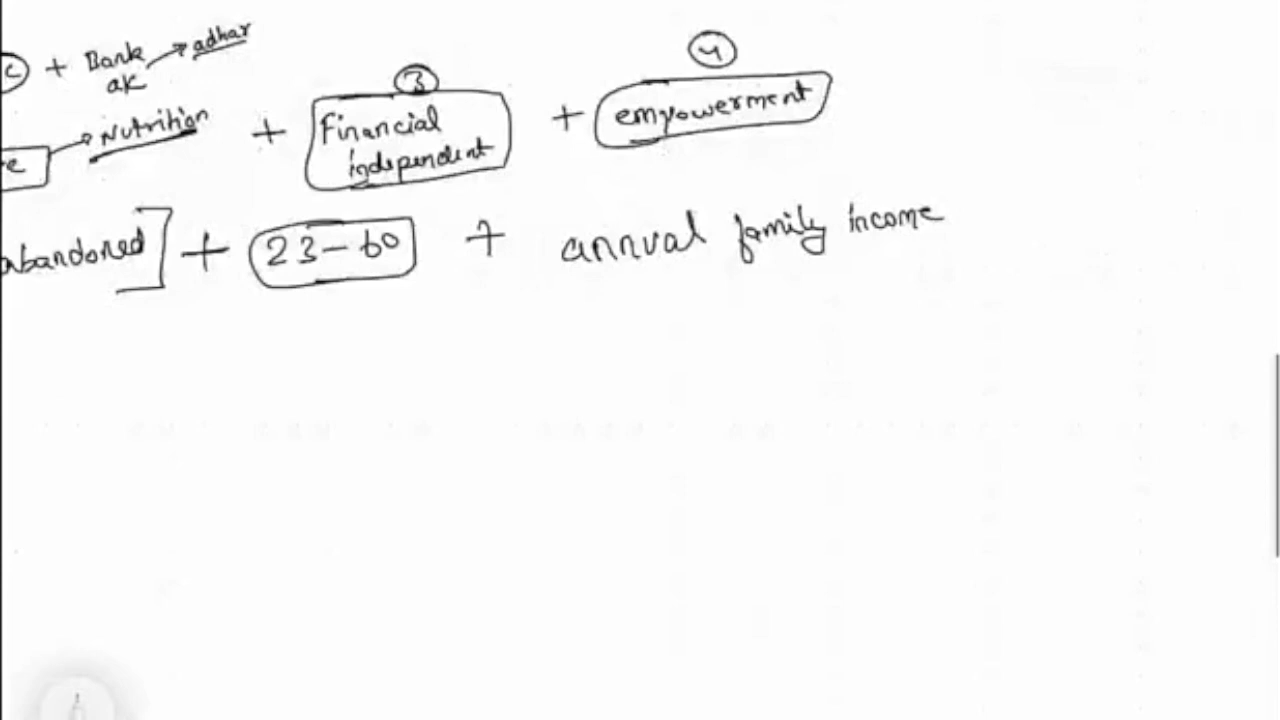 C + Bank → adhar
aK
④
③
e → Nutrition + Financial + empowerment
independent
abandoned] + 23-60 + annual family income